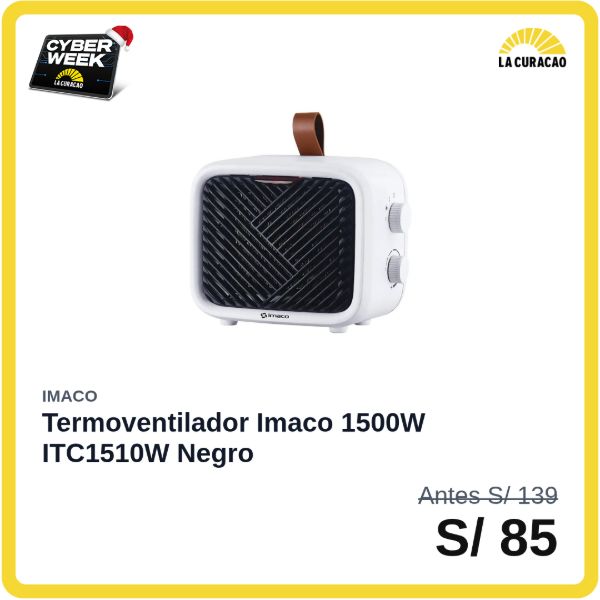 CYBER
WEEK
LA CURACAO
LA CURACAO
imaco
IMACO
Termoventilador Imaco 1500W
ITC1510W Negro
Antes S/ 139
S/ 85